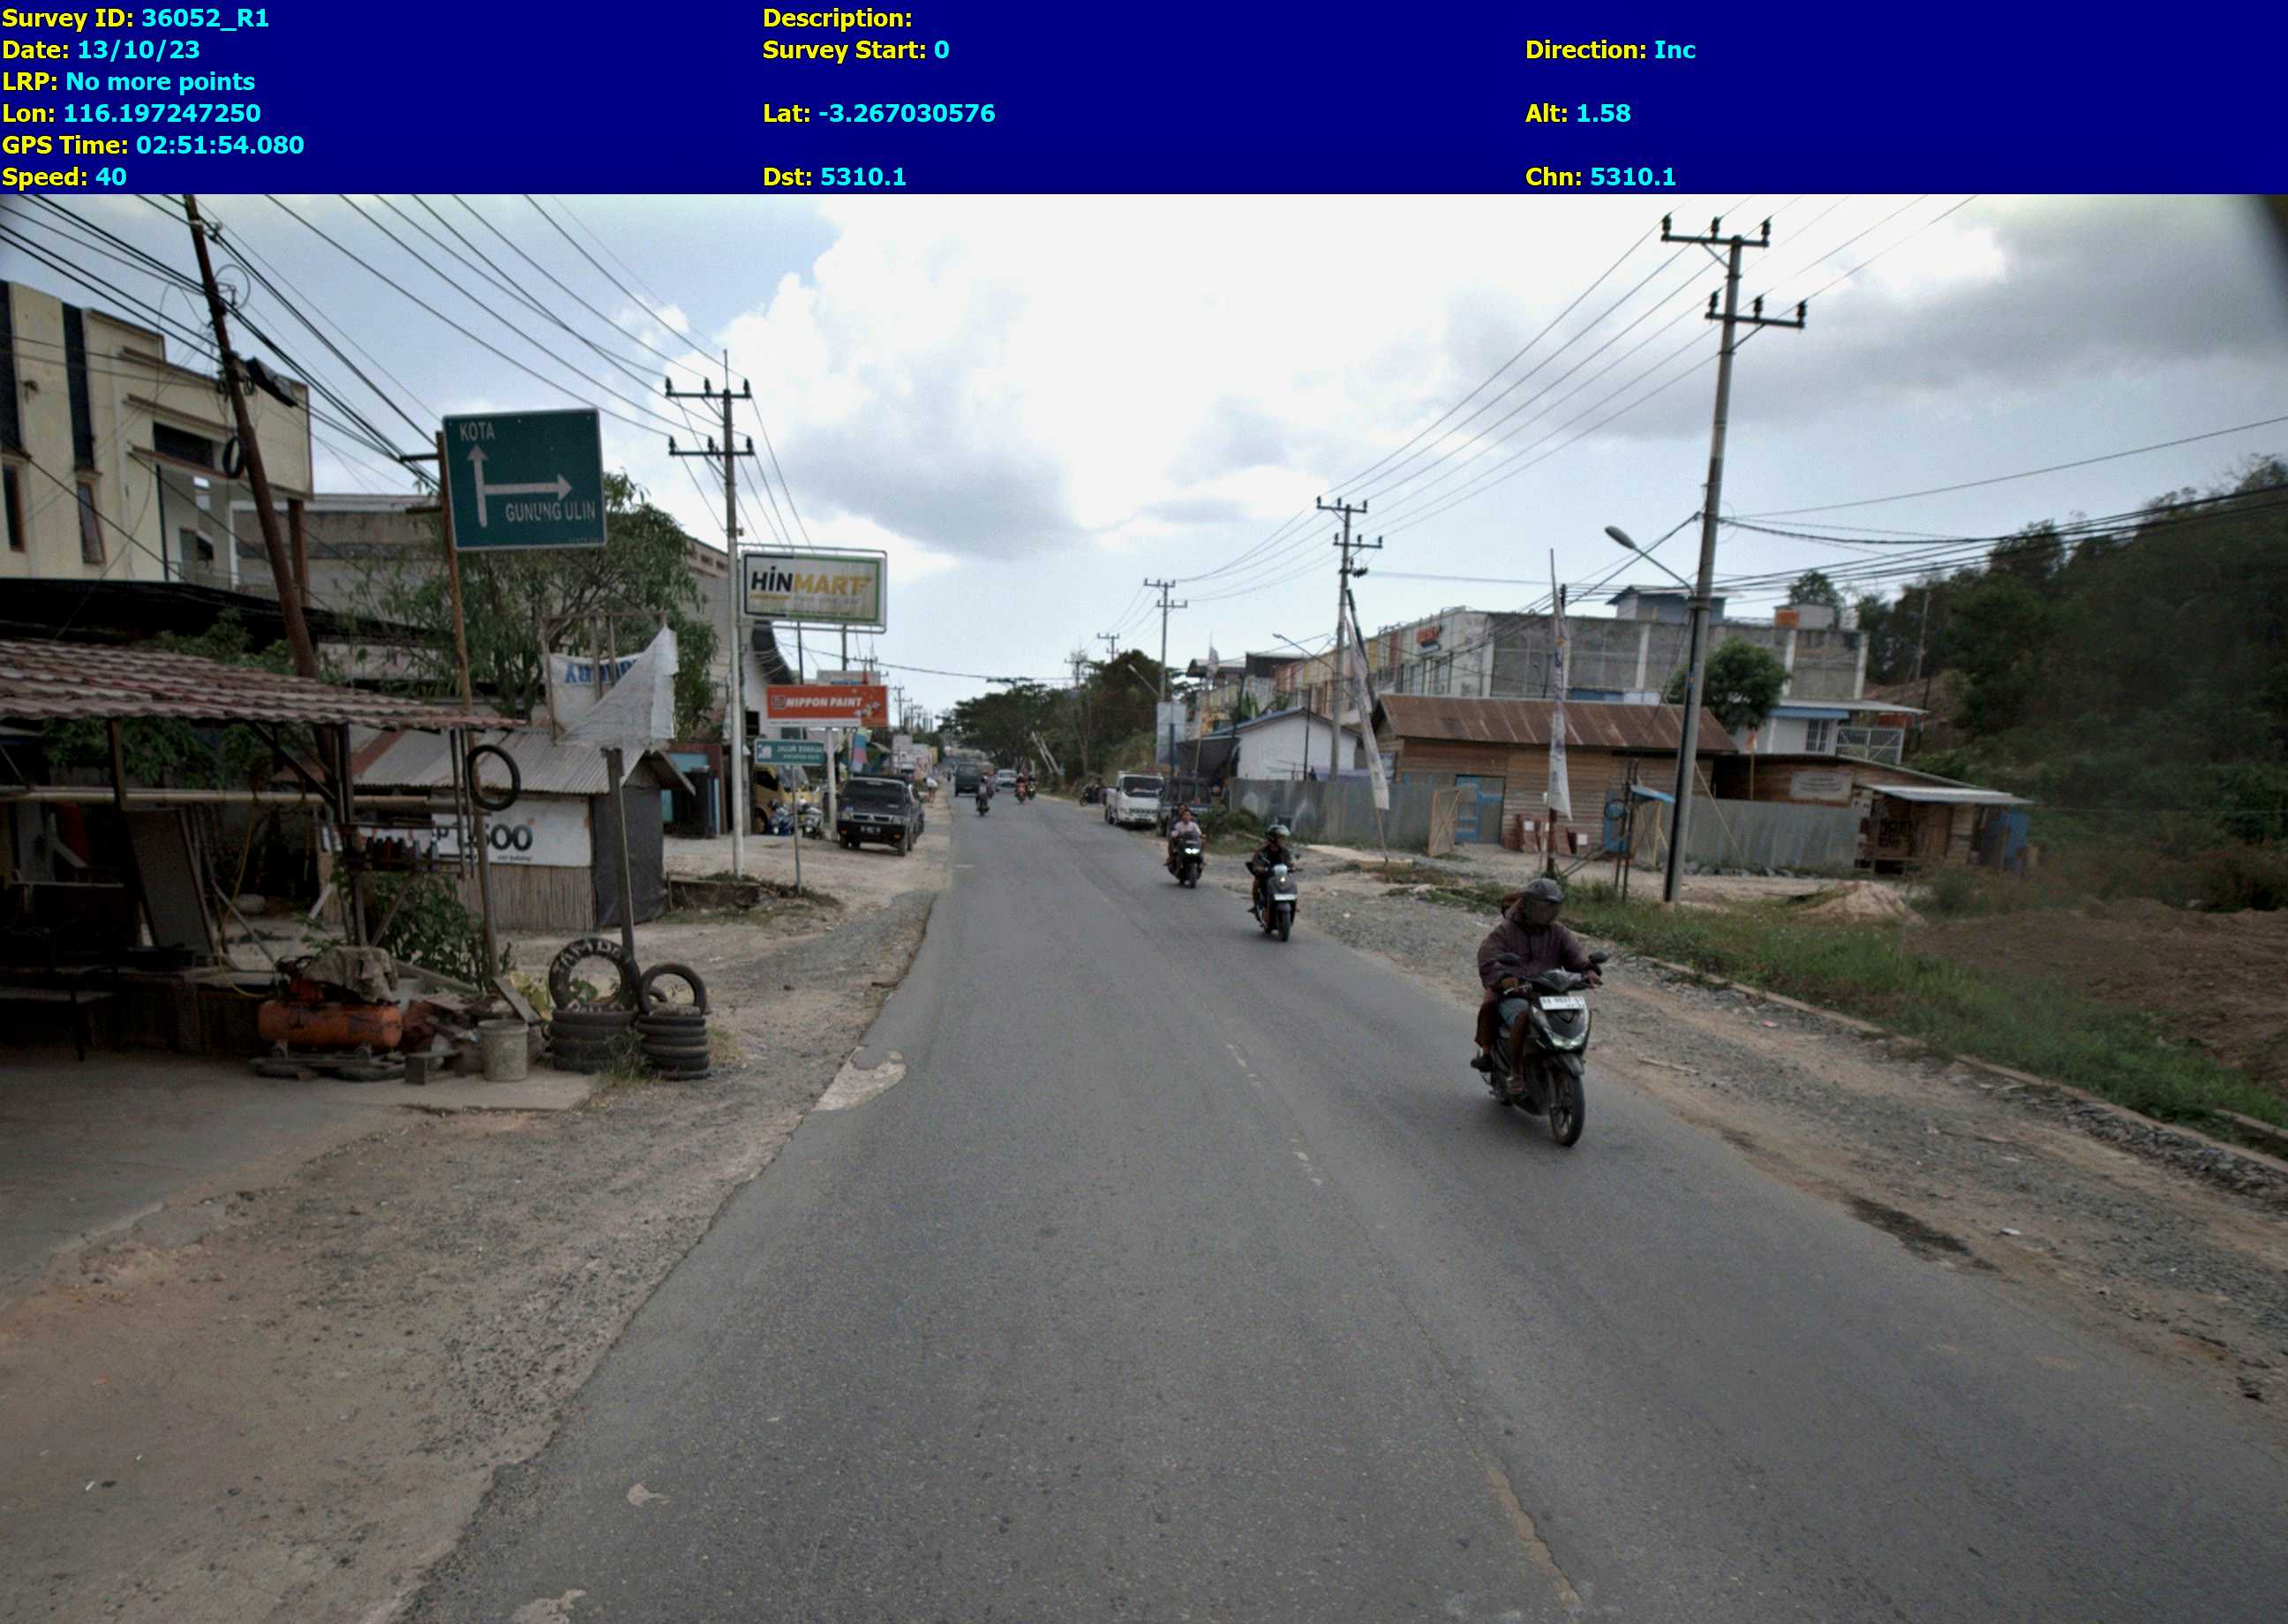 Survey ID: 36052_R1
Description:
Date: 13/10/23
Survey Start: 0
Direction: Inc
LRP: No more points
Lon: 116.197247250
Lat: -3.267030576
Alt: 1.58
GPS Time: 02:51:54.080
Speed: 40
Dst: 5310.1
Chn: 5310.1
KOTA
GUNUNG ULIN
HINMART
NIPPON PAINT
JALUR
500